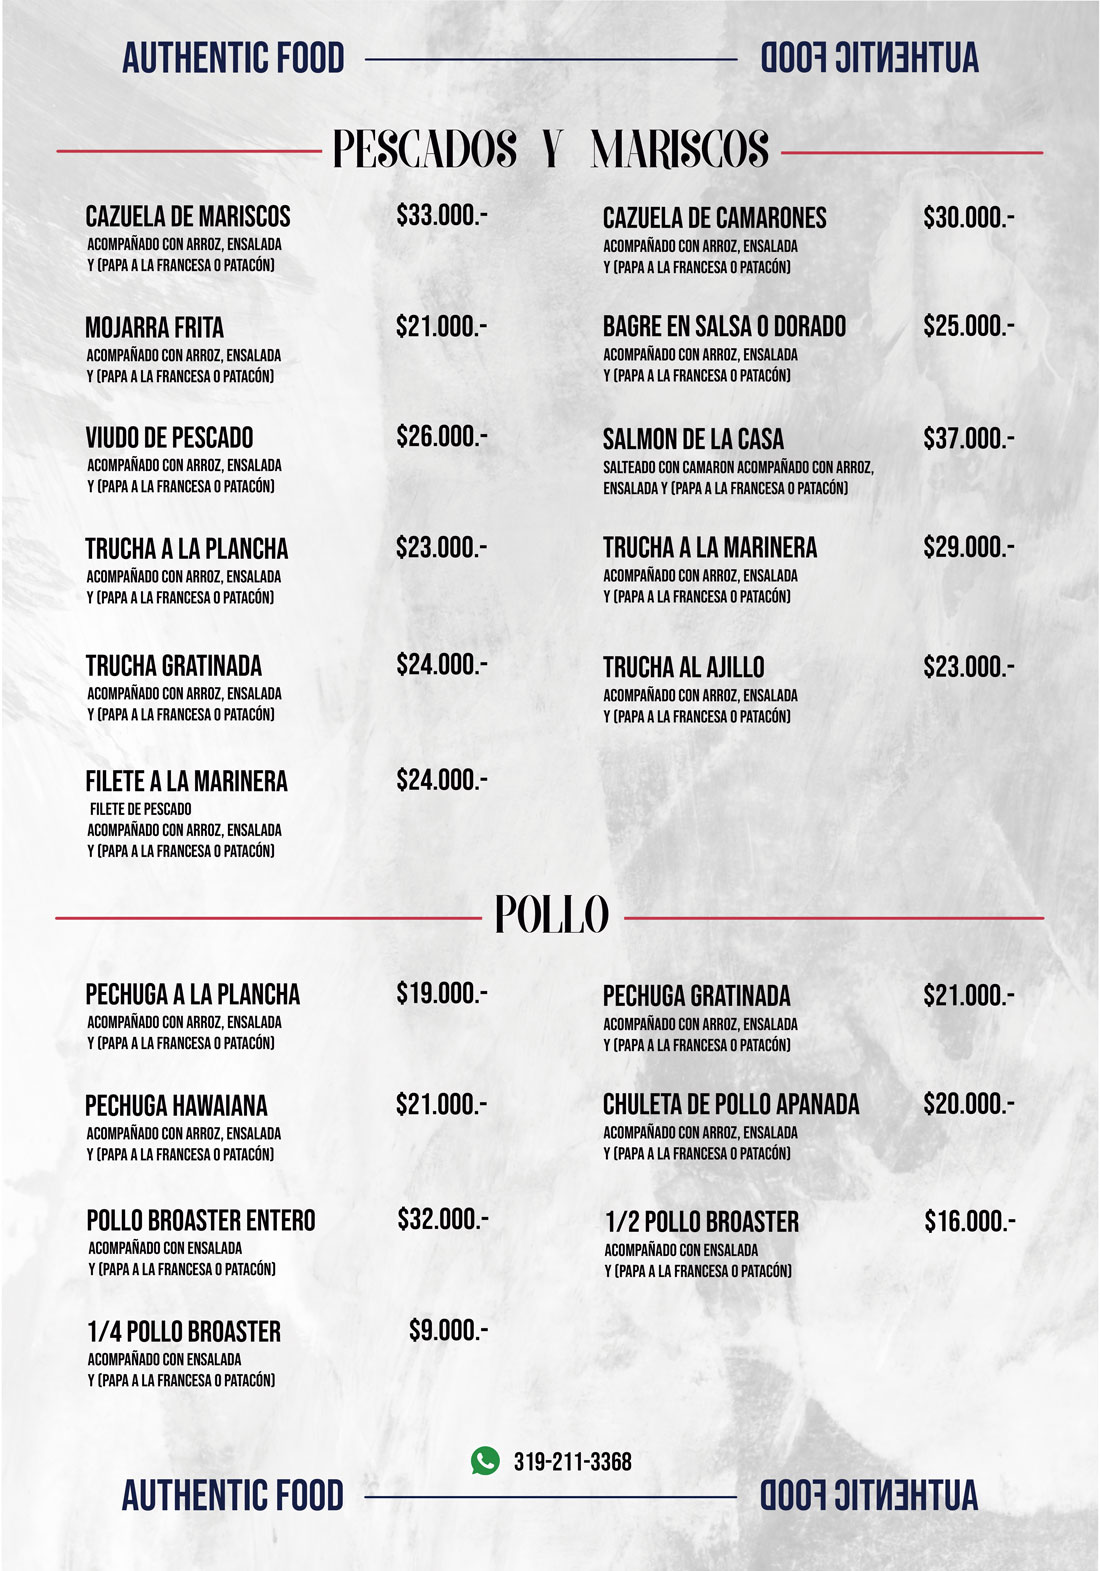 AUTHENTIC FOOD
AUTHENTIC FOOD
PESCADOS Y MARISCOS
CAZUELA DE MARISCOS $33.000.-
ACOMPAÑADO CON ARROZ, ENSALADA
Y (PAPA A LA FRANCESA O PATACÓN)
CAZUELA DE CAMARONES $30.000.-
ACOMPAÑADO CON ARROZ, ENSALADA
Y (PAPA A LA FRANCESA O PATACÓN)
MOJARRA FRITA $21.000.-
ACOMPAÑADO CON ARROZ, ENSALADA
Y (PAPA A LA FRANCESA O PATACÓN)
BAGRE EN SALSA O DORADO $25.000.-
ACOMPAÑADO CON ARROZ, ENSALADA
Y (PAPA A LA FRANCESA O PATACÓN)
VIUDO DE PESCADO $26.000.-
ACOMPAÑADO CON ARROZ, ENSALADA
Y (PAPA A LA FRANCESA O PATACÓN)
SALMON DE LA CASA $37.000.-
SALTEADO CON CAMARON ACOMPAÑADO CON ARROZ,
ENSALADA Y (PAPA A LA FRANCESA O PATACÓN)
TRUCHA A LA PLANCHA $23.000.-
ACOMPAÑADO CON ARROZ, ENSALADA
Y (PAPA A LA FRANCESA O PATACÓN)
TRUCHA A LA MARINERA $29.000.-
ACOMPAÑADO CON ARROZ, ENSALADA
Y (PAPA A LA FRANCESA O PATACÓN)
TRUCHA GRATINADA $24.000.-
ACOMPAÑADO CON ARROZ, ENSALADA
Y (PAPA A LA FRANCESA O PATACÓN)
TRUCHA AL AJILLO $23.000.-
ACOMPAÑADO CON ARROZ, ENSALADA
Y (PAPA A LA FRANCESA O PATACÓN)
FILETE A LA MARINERA $24.000.-
FILETE DE PESCADO
ACOMPAÑADO CON ARROZ, ENSALADA
Y (PAPA A LA FRANCESA O PATACÓN)
POLLO
PECHUGA A LA PLANCHA $19.000.-
ACOMPAÑADO CON ARROZ, ENSALADA
Y (PAPA A LA FRANCESA O PATACÓN)
PECHUGA GRATINADA $21.000.-
ACOMPAÑADO CON ARROZ, ENSALADA
Y (PAPA A LA FRANCESA O PATACÓN)
PECHUGA HAWAIANA $21.000.-
ACOMPAÑADO CON ARROZ, ENSALADA
Y (PAPA A LA FRANCESA O PATACÓN)
CHULETA DE POLLO APANADA $20.000.-
ACOMPAÑADO CON ARROZ, ENSALADA
Y (PAPA A LA FRANCESA O PATACÓN)
POLLO BROASTER ENTERO $32.000.-
ACOMPAÑADO CON ENSALADA
Y (PAPA A LA FRANCESA O PATACÓN)
1/2 POLLO BROASTER $16.000.-
ACOMPAÑADO CON ENSALADA
Y (PAPA A LA FRANCESA O PATACÓN)
1/4 POLLO BROASTER $9.000.-
ACOMPAÑADO CON ENSALADA
Y (PAPA A LA FRANCESA O PATACÓN)
319-211-3368
AUTHENTIC FOOD
AUTHENTIC FOOD